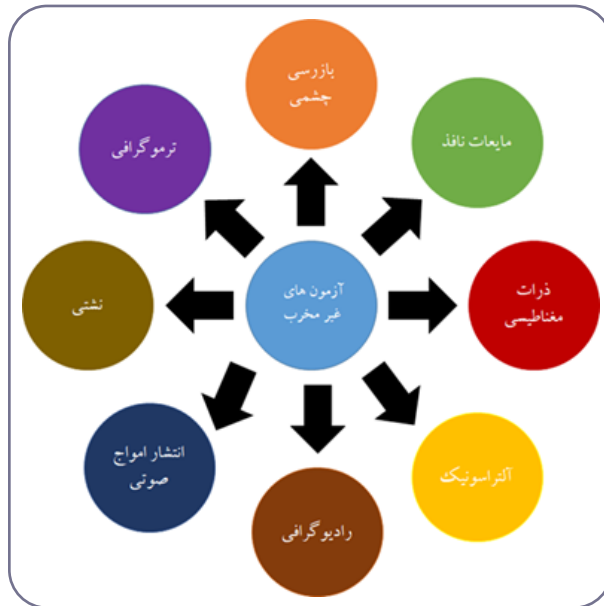 بازرسی
چشمی
مایعات نافذ
ذرات
مغناطیسی
آلتراسونیک
رادیوگرافی
انتشار امواج
صوتی
نشتی
ترموگرافی
آزمون های
غیر مخرب